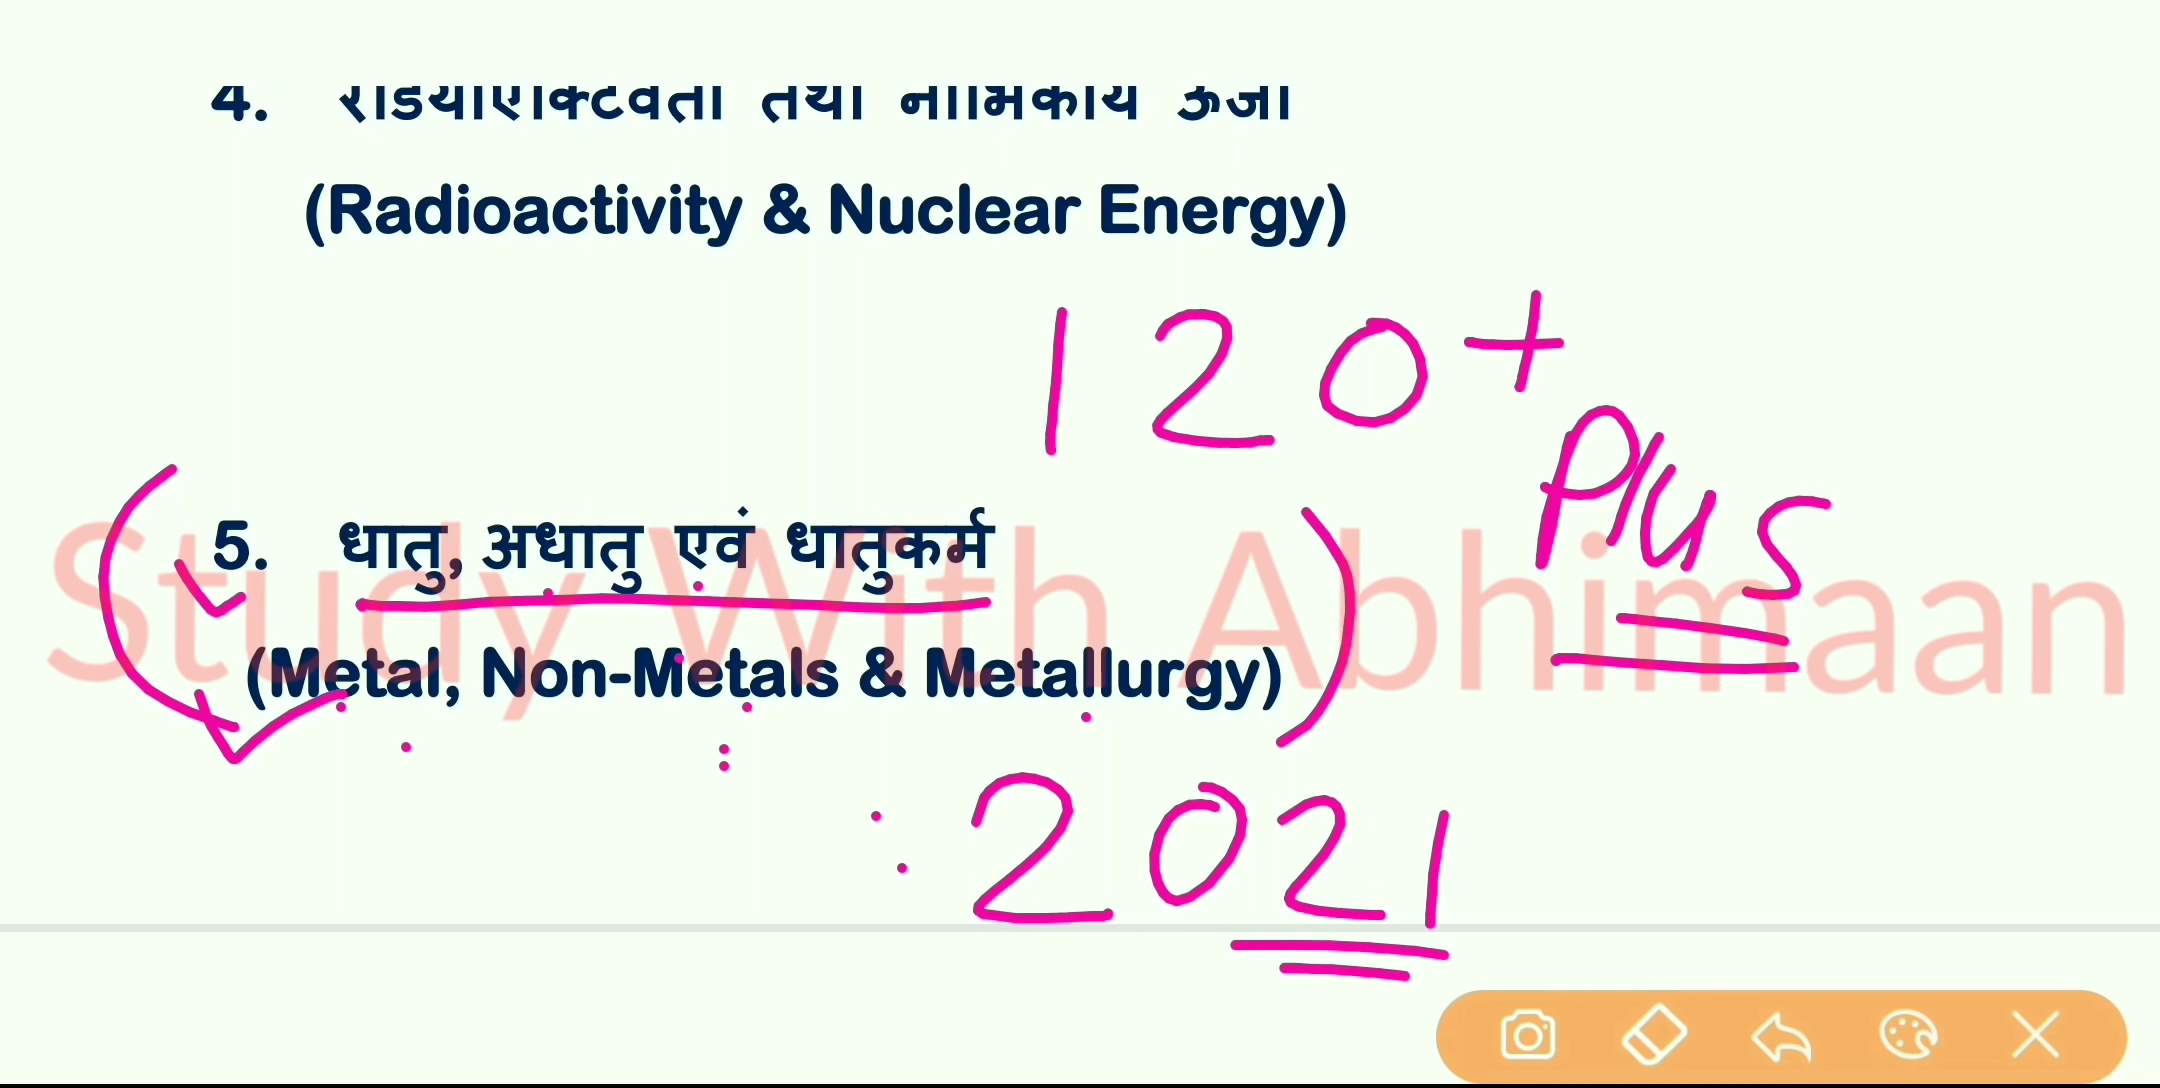 4. रेडियोएक्टिवता तथा नाभिकीय ऊर्जा
(Radioactivity & Nuclear Energy)
120+
Plus
5. धातु, अधातु एवं धातुकर्म
Study With Abhimaan
(Metal, Non-Metals & Metallurgy)
2021